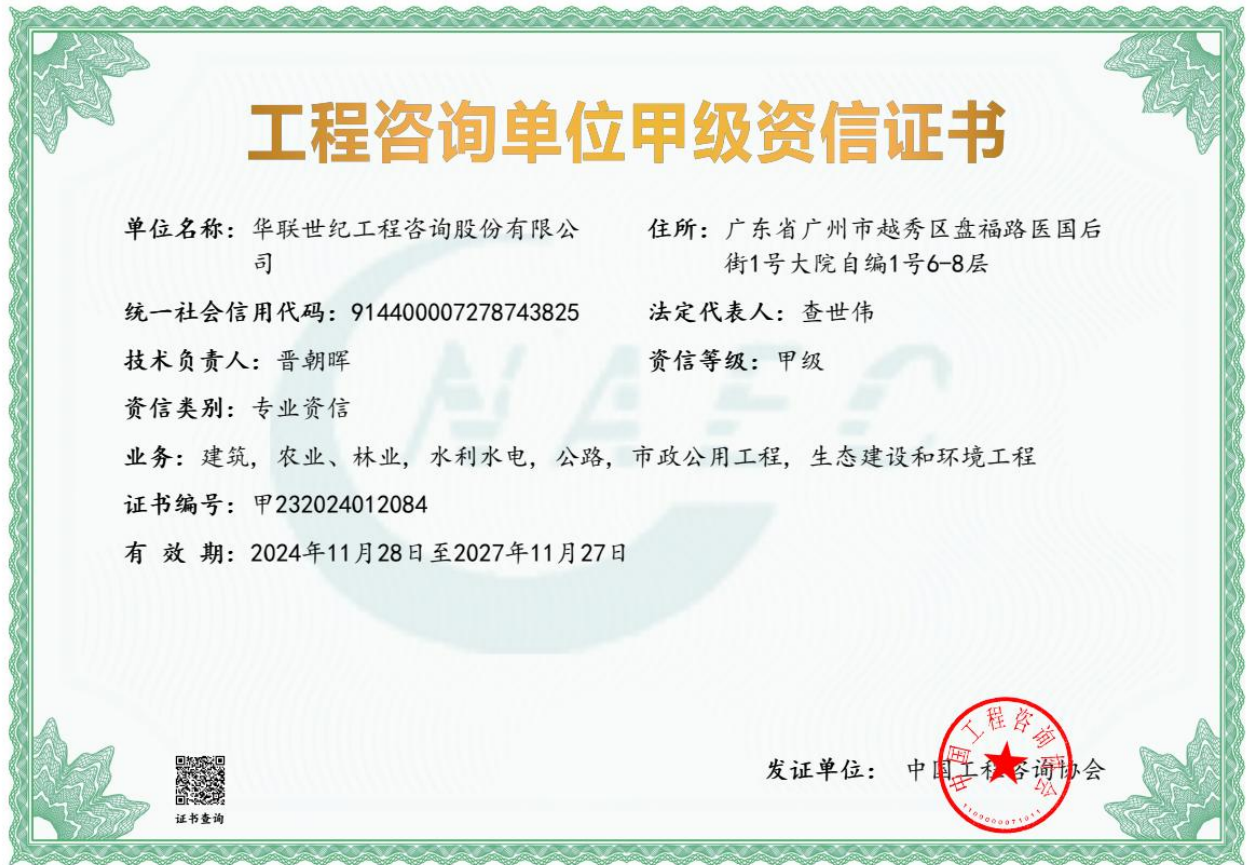 工程咨询单位甲级资信证书
单位名称：华联世纪工程咨询股份有限公
司
住所：广东省广州市越秀区盘福路医国后
街1号大院自编1号6-8层
统一社会信用代码：914400007278743825
法定代表人：查世伟
技术负责人：晋朝晖
资信等级：甲级
资信类别：专业资信
业务：建筑，农业、林业，水利水电，公路，市政公用工程，生态建设和环境工程
证书编号：甲232024012084
有 效 期：2024年11月28日至2027年11月27日
CNAEC
发证单位：中国工程咨询协会
中国工程咨询协会
证书查询